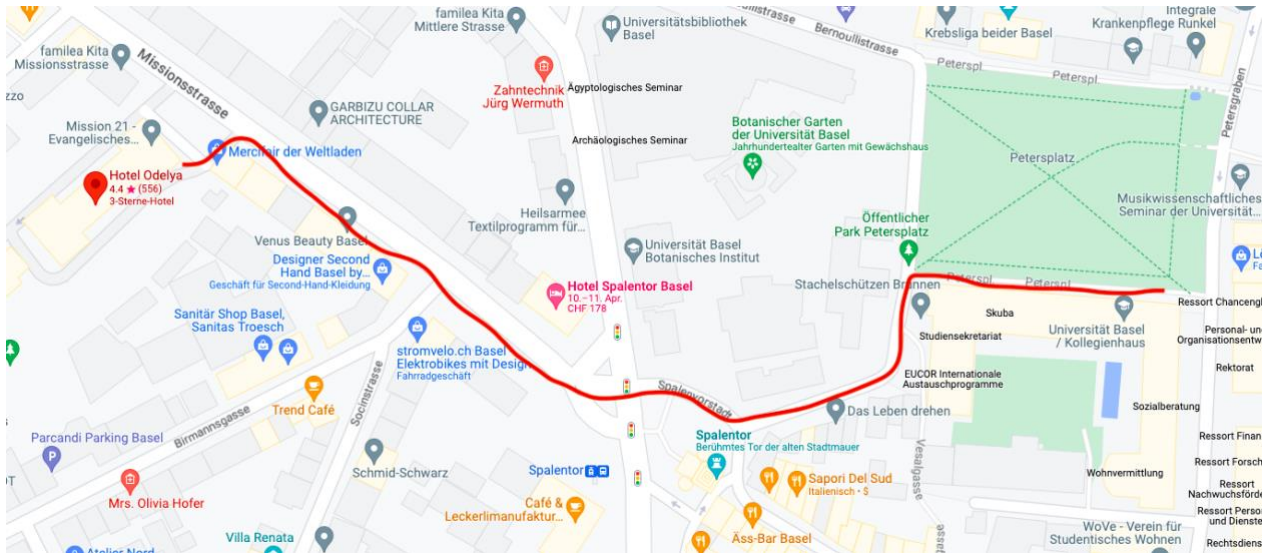 familea Kita
Missionsstrasse
Missionsstrasse
familea Kita
Mittlere Strasse
Universitätsbibliothek
Basel
Bernoullistrasse
Krebsliga beider Basel
Integrale
Krankenpflege Runkel
Petersgraben
Peterspl
Peterspl
zzo
Zahntechnik
Jürg Wermuth
Ägyptologisches Seminar
GARBIZU COLLAR
ARCHITECTURE
Mission 21 -
Evangelisches...
Botanischer Garten
der Universität Basel
Jahrhundertealter Garten mit Gewächshaus
Archäologisches Seminar
Mercifair der Weltladen
Petersplatz
Hotel Odelya
4.4 ★ (556)
3-Sterne-Hotel
Musikwissenschaftliches
Seminar der Universität...
Heilsarmee
Textilprogramm für...
Öffentlicher
Park Petersplatz
Venus Beauty Basel
Universität Basel
Botanisches Institut
Designer Second
Hand Basel by...
Geschäft für Second-Hand-Kleidung
Stachelschützen Brunnen
Peterspl
Peterspl
Hotel Spalentor Basel
10.–11. Apr.
CHF 178
Ressort Chancengl
Skuba
Sanitär Shop Basel,
Sanitas Troesch
Studiensekretariat
Universität Basel
/ Kollegienhaus
Personal- und
Organisationsentw
stromvelo.ch Basel
Elektrobikes mit Design
Fahrradgeschäft
Rektorat
EUCOR Internationale
Austauschprogramme
Spalenvorstadt
Socinstrasse
Trend Café
Birmannsgasse
Das Leben drehen
Sozialberatung
Parcandi Parking Basel
P
Spalentor
Berühmtes Tor der alten Stadtmauer
Vesalgasse
Ressort Finan
Schmid-Schwarz
Spalentor
Sapori Del Sud
Italienisch - $
Wohnvermittlung
Ressort Forsch
Ressort
Nachwuchsförde
Mrs. Olivia Hofer
Café &
Leckerlimanufaktur...
Ressort Perso
und Dienste
Villa Renata
Äss-Bar Basel
WoVe - Verein für
Studentisches Wohnen
Rechtsdiens
Atelier Nord